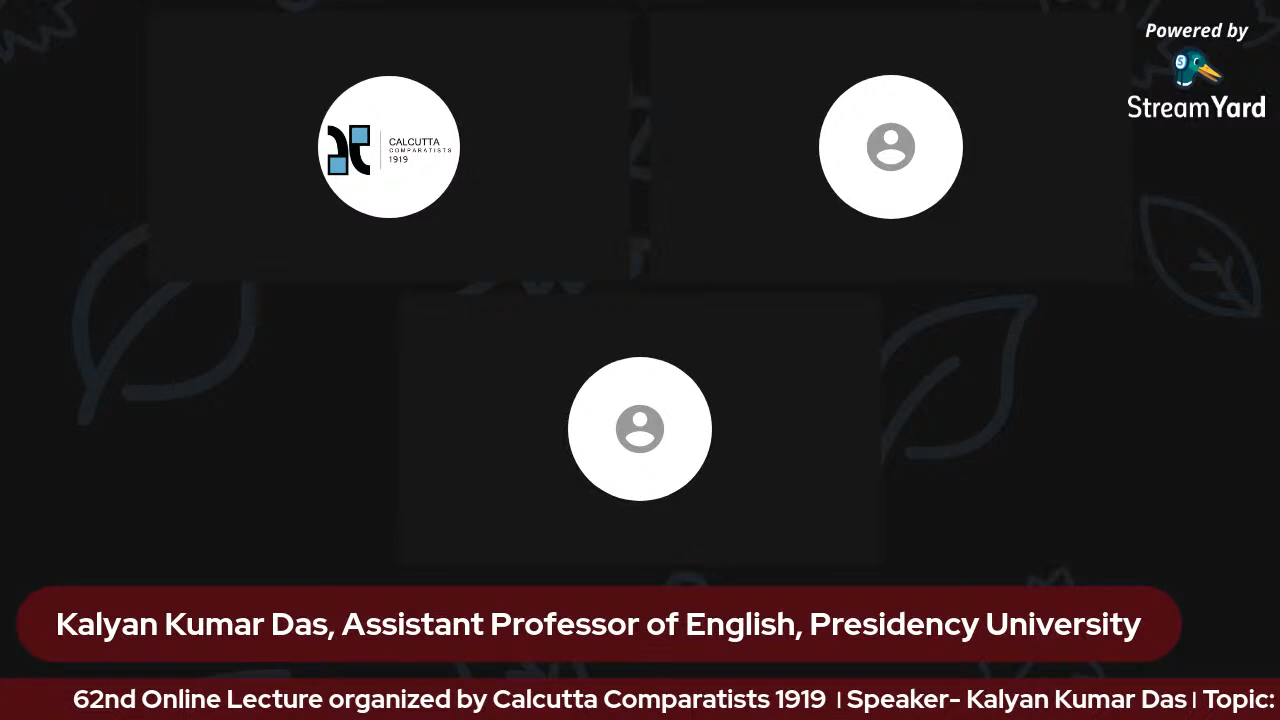 Powered by
StreamYard
CALCUTTA
COMPARATISTS
1919
Kalyan Kumar Das, Assistant Professor of English, Presidency University
62nd Online Lecture organized by Calcutta Comparatists 1919 | Speaker- Kalyan Kumar Das | Topic: